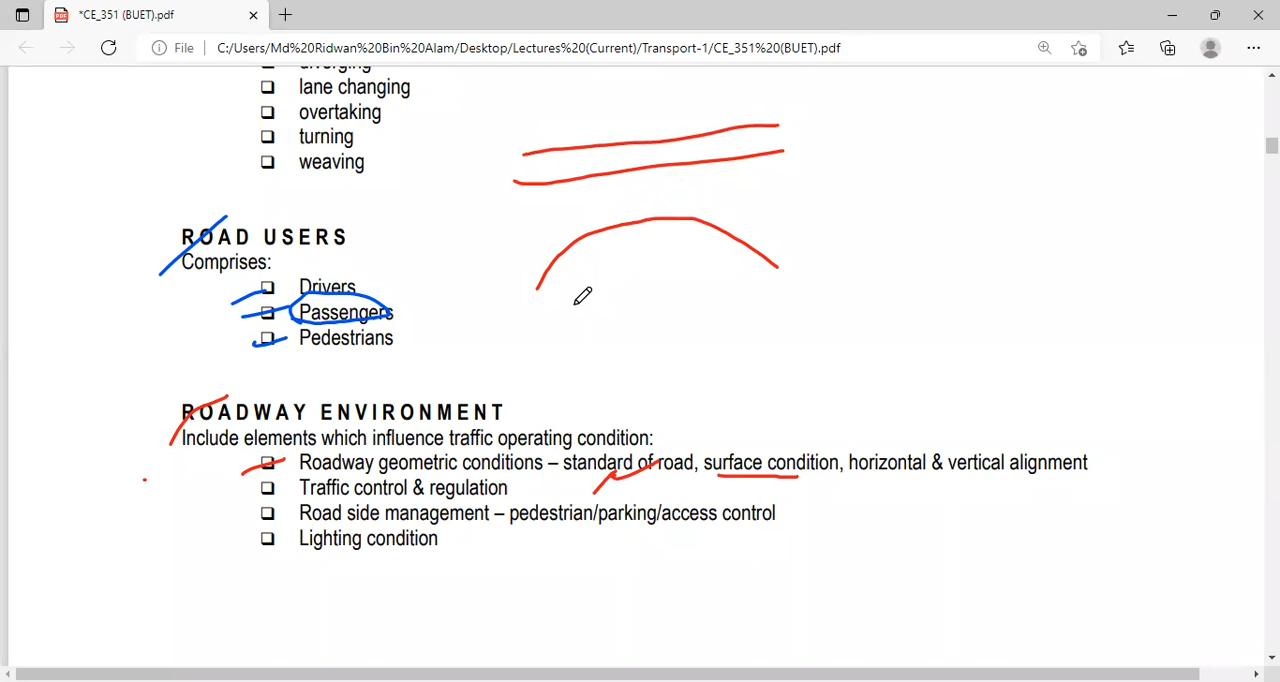 *CE_351 (BUET).pdf
File C:/Users/Md%20Ridwan%20Bin%20Alam/Desktop/Lectures%20(Current)/Transport-1/CE_351%20(BUET).pdf
diverging
lane changing
overtaking
turning
weaving
ROAD USERS
Comprises:
Drivers
Passengers
Pedestrians
ROADWAY ENVIRONMENT
Include elements which influence traffic operating condition:
Roadway geometric conditions – standard of road, surface condition, horizontal & vertical alignment
Traffic control & regulation
Road side management – pedestrian/parking/access control
Lighting condition